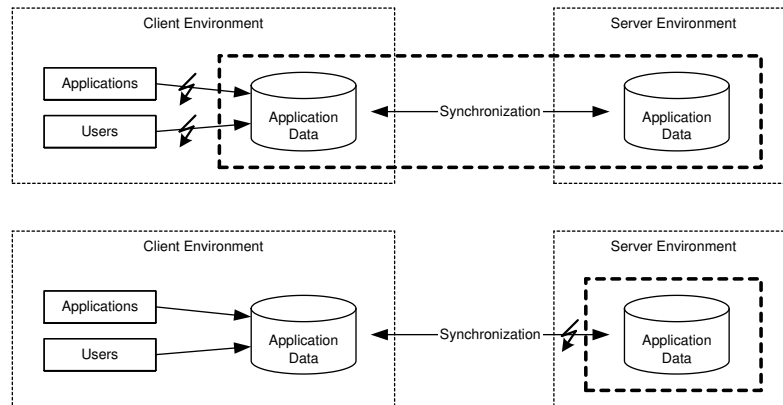 Client Environment
Server Environment
Applications
Users
Application
Data
Synchronization
Application
Data
Client Environment
Server Environment
Applications
Users
Application
Data
Synchronization
Application
Data